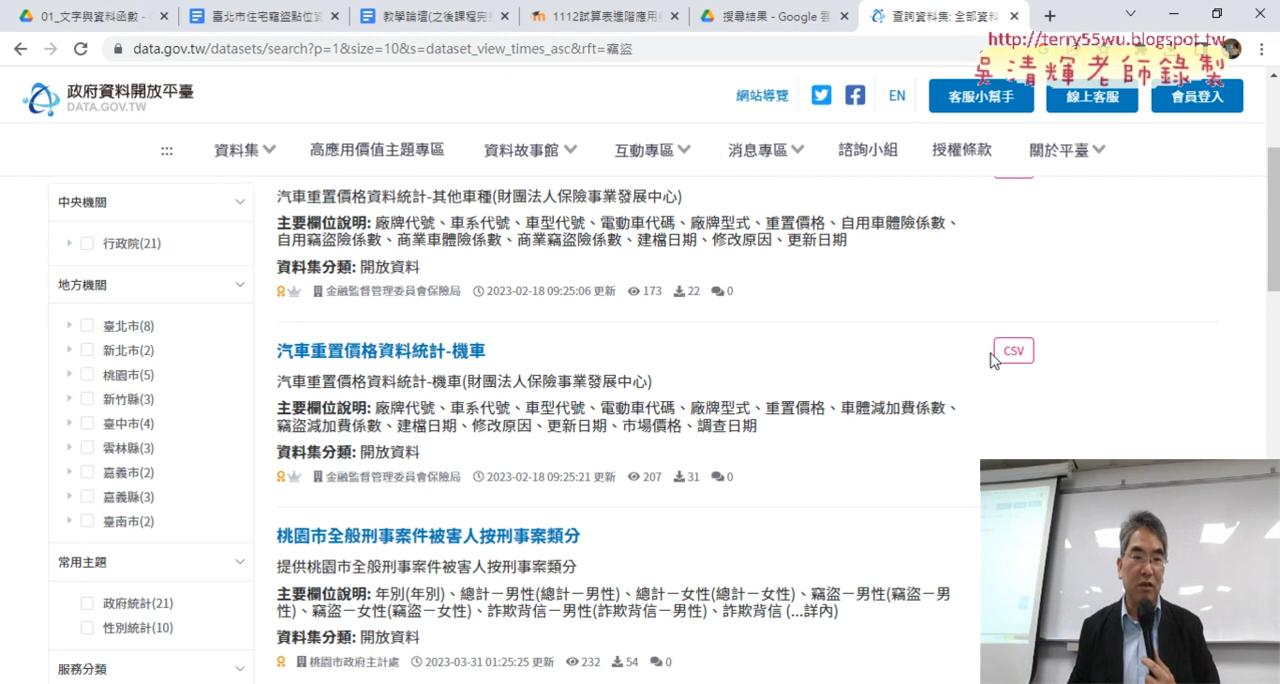 01_文字與資料函數 -
臺北市住宅竊盜點位資
教學論壇(之後課程完
1112試算表進階應用
搜尋結果 - Google 雲
查詢資料集: 全部資料
data.gov.tw/datasets/search?p=1&size=10&s=dataset_view_times_asc&rft=竊盜
http://terry55wu.blogspot.tw
吳清輝老師錄製
政府資料開放平臺
DATA.GOV.TW
網站導覽
EN
客服小幫手
線上客服
會員登入
資料集
高應用價值主題專區
資料故事館
互動專區
消息專區
諮詢小組
授權條款
關於平臺
中央機關
行政院(21)
地方機關
臺北市(8)
新北市(2)
桃園市(5)
新竹縣(3)
臺中市(4)
雲林縣(3)
嘉義市(2)
嘉義縣(3)
臺南市(2)
常用主題
政府統計(21)
性別統計(10)
服務分類
汽車重置價格資料統計-其他車種(財團法人保險事業發展中心)
主要欄位說明: 廠牌代號、車系代號、車型代號、電動車代碼、廠牌型式、重置價格、自用車體險係數、
自用竊盜險係數、商業車體險係數、商業竊盜險係數、建檔日期、修改原因、更新日期
資料集分類: 開放資料
金融監督管理委員會保險局 2023-02-18 09:25:06 更新 173 22 0
汽車重置價格資料統計-機車
CSV
汽車重置價格資料統計-機車(財團法人保險事業發展中心)
主要欄位說明: 廠牌代號、車系代號、車型代號、電動車代碼、廠牌型式、重置價格、車體減加費係數、
竊盜減加費係數、建檔日期、修改原因、更新日期、市場價格、調查日期
資料集分類: 開放資料
金融監督管理委員會保險局 2023-02-18 09:25:21 更新 207 31 0
桃園市全般刑事案件被害人按刑事案類分
提供桃園市全般刑事案件被害人按刑事案類分
主要欄位說明: 年別(年別)、總計－男性(總計－男性)、總計－女性(總計－女性)、竊盜－男性(竊盜－男
性)、竊盜－女性(竊盜－女性)、詐欺背信－男性(詐欺背信－男性)、詐欺背信 (...詳內)
資料集分類: 開放資料
桃園市政府主計處 2023-03-31 01:25:25 更新 232 54 0